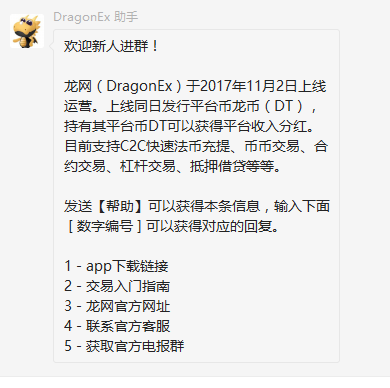 DragonEx 助手
欢迎新人进群！
龙网（DragonEx）于2017年11月2日上线
运营。上线同日发行平台币龙币（DT），
持有其平台币DT可以获得平台收入分红。
目前支持C2C快速法币充提、币币交易、合
约交易、杠杆交易、抵押借贷等等。
发送【帮助】可以获得本条信息，输入下面
［数字编号］可以获得对应的回复。
1 - app下载链接
2 - 交易入门指南
3 - 龙网官方网址
4 - 联系官方客服
5 - 获取官方电报群